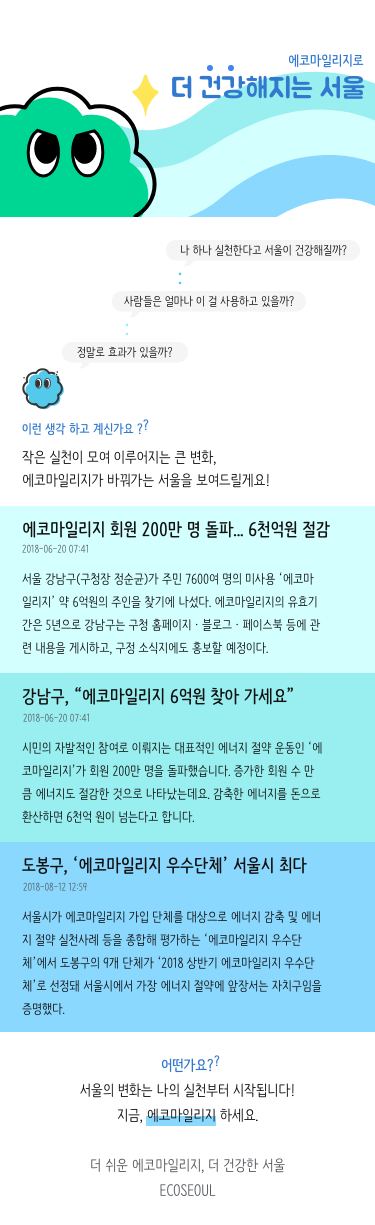 에코마일리지로
더 건강해지는 서울
나 하나 실천한다고 서울이 건강해질까?
사람들은 얼마나 이 걸 사용하고 있을까?
정말로 효과가 있을까?
이런 생각 하고 계신가요 ??
작은 실천이 모여 이루어지는 큰 변화,
에코마일리지가 바꿔가는 서울을 보여드릴게요!
에코마일리지 회원 200만 명 돌파... 6천억원 절감
2018-06-20 07:41
서울 강남구(구청장 정순균)가 주민 7600여 명의 미사용 ‘에코마
일리지’ 약 6억원의 주인을 찾기에 나섰다. 에코마일리지의 유효기
간은 5년으로 강남구는 구청 홈페이지 · 블로그 · 페이스북 등에 관
련 내용을 게시하고, 구정 소식지에도 홍보할 예정이다.
강남구, “에코마일리지 6억원 찾아 가세요”
2018-06-20 07:41
시민의 자발적인 참여로 이뤄지는 대표적인 에너지 절약 운동인 ‘에
코마일리지’가 회원 200만 명을 돌파했습니다. 증가한 회원 수 만
큼 에너지도 절감한 것으로 나타났는데요. 감축한 에너지를 돈으로
환산하면 6천억 원이 넘는다고 합니다.
도봉구, ‘에코마일리지 우수단체’ 서울시 최다
2018-08-12 12:59
서울시가 에코마일리지 가입 단체를 대상으로 에너지 감축 및 에너
지 절약 실천사례 등을 종합해 평가하는 ‘에코마일리지 우수단
체’에서 도봉구의 9개 단체가 ‘2018 상반기 에코마일리지 우수단
체’로 선정돼 서울시에서 가장 에너지 절약에 앞장서는 자치구임을
증명했다.
어떤가요??
서울의 변화는 나의 실천부터 시작됩니다!
지금, 에코마일리지 하세요.
더 쉬운 에코마일리지, 더 건강한 서울
ECOSEOUL